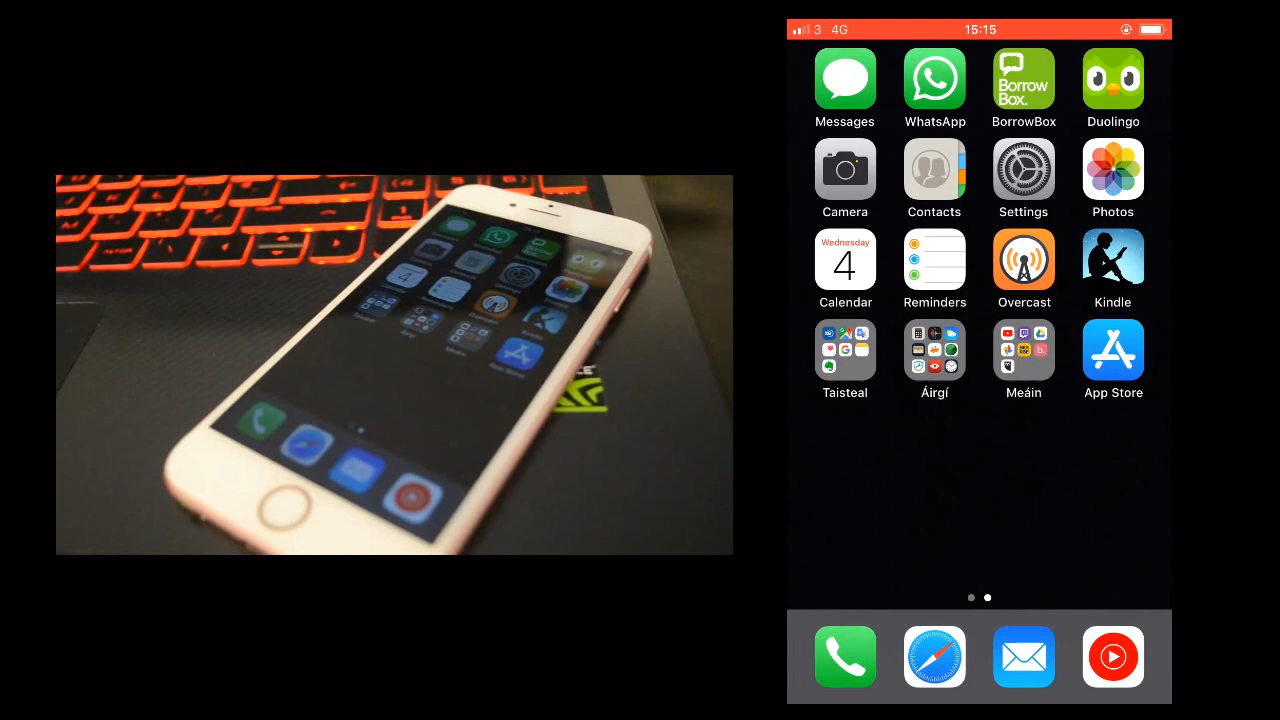 3 4G 15:15
Borrow
Box.
Messages WhatsApp BorrowBox Duolingo
Camera Contacts Settings Photos
Wednesday
4
Calendar Reminders Overcast Kindle
Taisteal Áirgí Meáin App Store